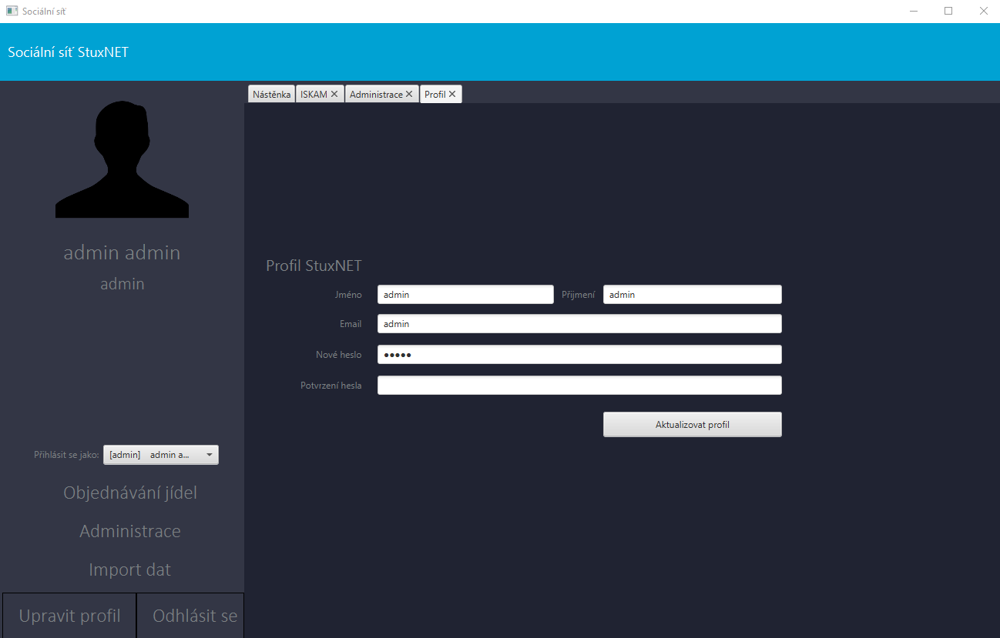 Sociální síť
Sociální síť StuxNET
Nástěnka ISKAM Administrace Profil
admin admin
admin
Profil StuxNET
Jméno admin Přijmení admin
Email admin
Nové heslo •••••
Potvrzení hesla
Aktualizovat profil
Přihlásit se jako: [admin] admin a...
Objednávání jídel
Administrace
Import dat
Upravit profil Odhlásit se